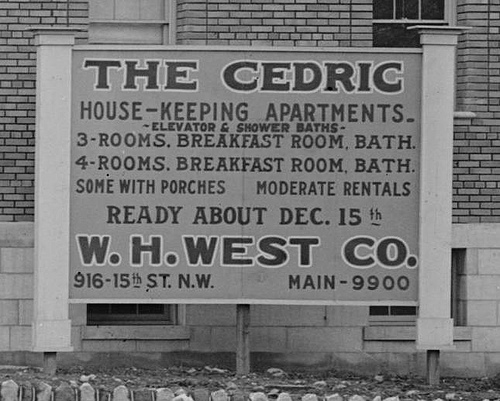 THE CEDRIC
HOUSE-KEEPING APARTMENTS-
-ELEVATOR & SHOWER BATHS-
3-ROOMS. BREAKFAST ROOM, BATH.
4-ROOMS. BREAKFAST ROOM, BATH.
SOME WITH PORCHES MODERATE RENTALS
READY ABOUT DEC. 15th
W. H. WEST CO.
916-15th ST. N.W. MAIN-9900